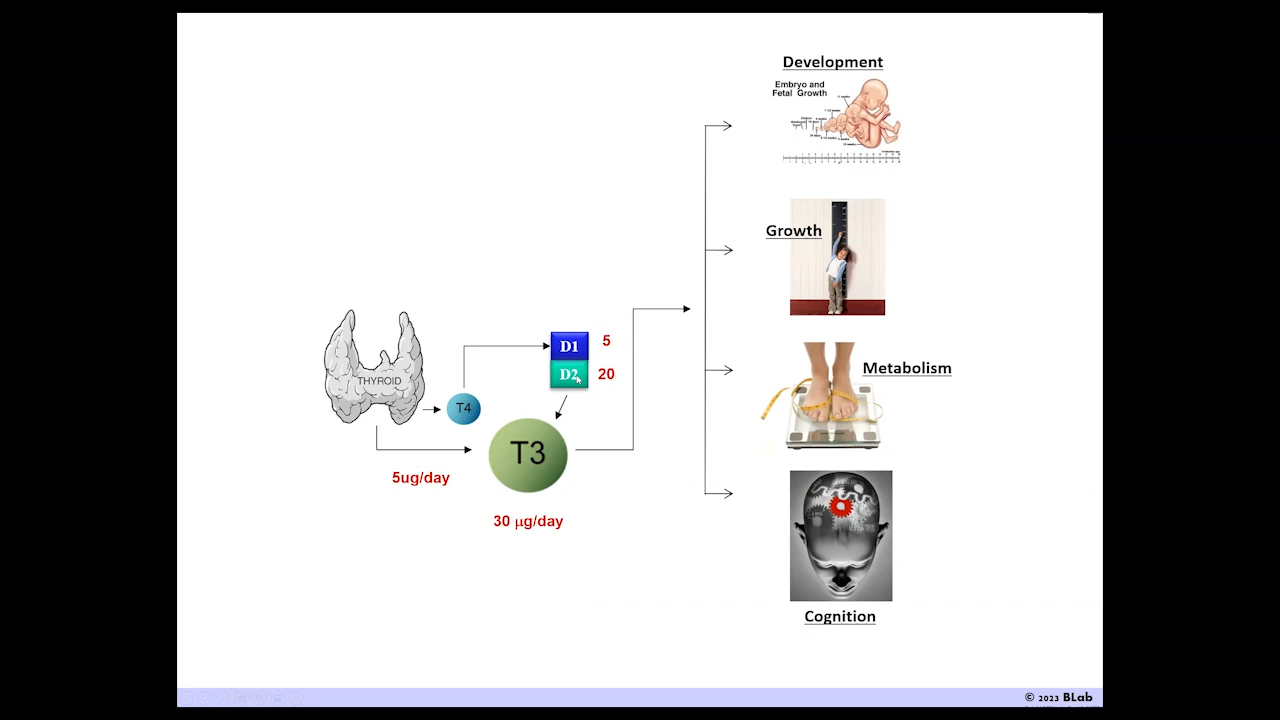 Development
Embryo and
Fetal Growth
Growth
THYROID
D1
5
D2
20
T4
T3
5ug/day
30 μg/day
Metabolism
Cognition
© 2023 BLab